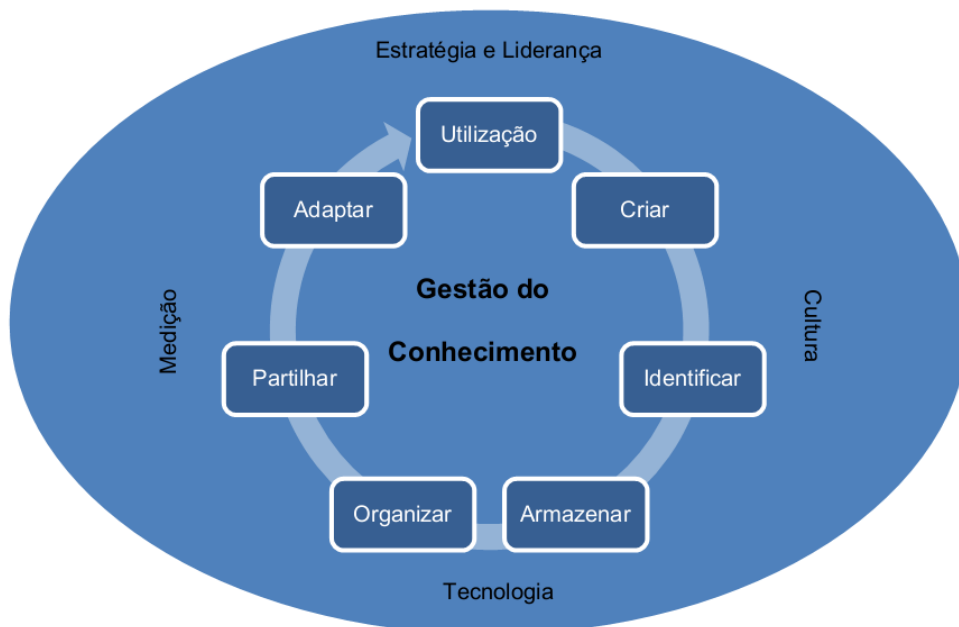 Estratégia e Liderança
Utilização
Adaptar
Criar
Gestão do
Conhecimento
Medição
Cultura
Partilhar
Identificar
Organizar
Armazenar
Tecnologia